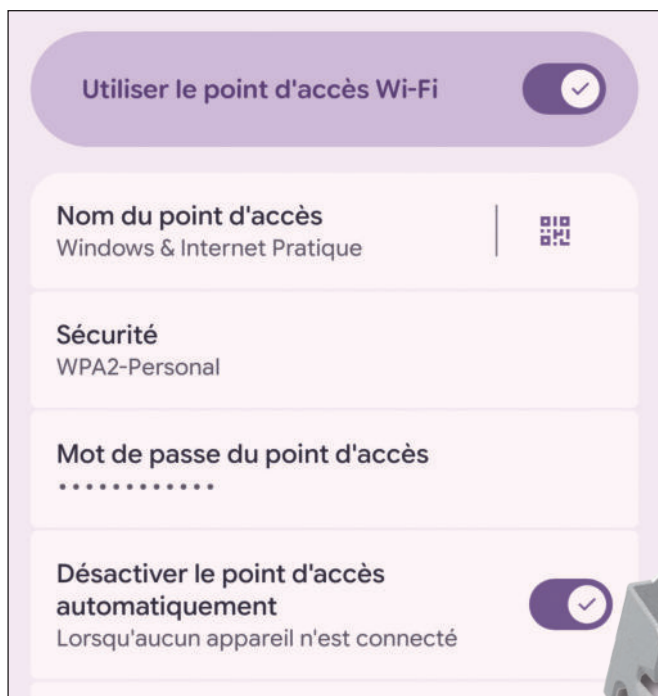 Utiliser le point d'accès Wi-Fi
Nom du point d'accès
Windows & Internet Pratique
Sécurité
WPA2-Personal
Mot de passe du point d'accès
••••••••••••
Désactiver le point d'accès
automatiquement
Lorsqu'aucun appareil n'est connecté